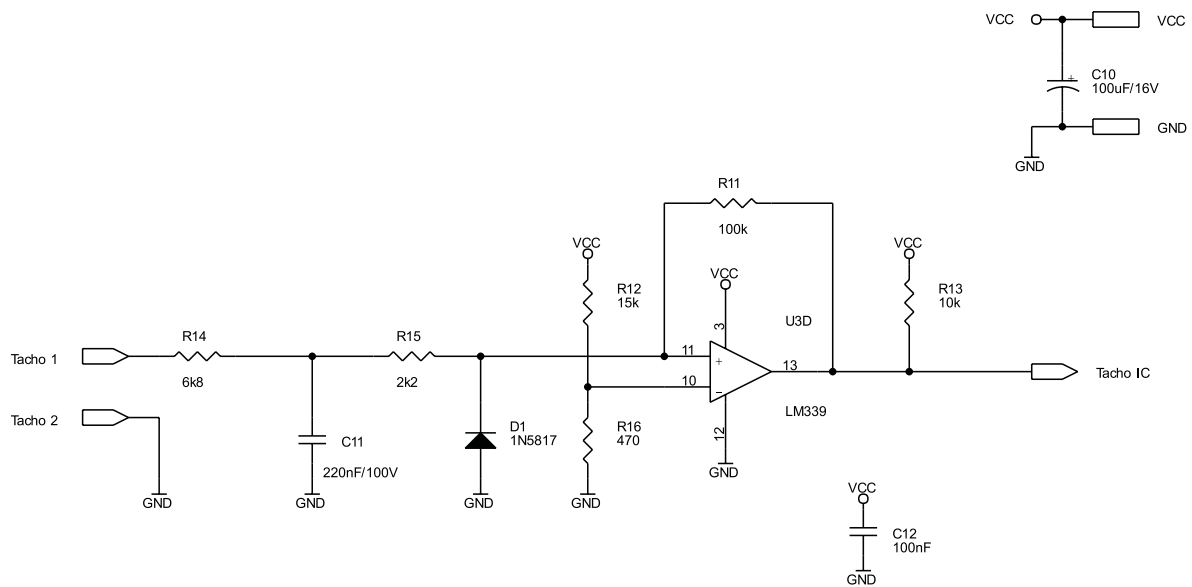 VCC
VCC
C10
100uF/16V
+
GND
GND
R11
100k
VCC
VCC
VCC
R12
15k
R13
10k
3
U3D
R14
R15
11
+
13
Tacho 1
6k8
2k2
10
−
Tacho IC
LM339
Tacho 2
D1
1N5817
R16
470
12
C11
220nF/100V
GND
GND
GND
GND
GND
VCC
C12
100nF
GND